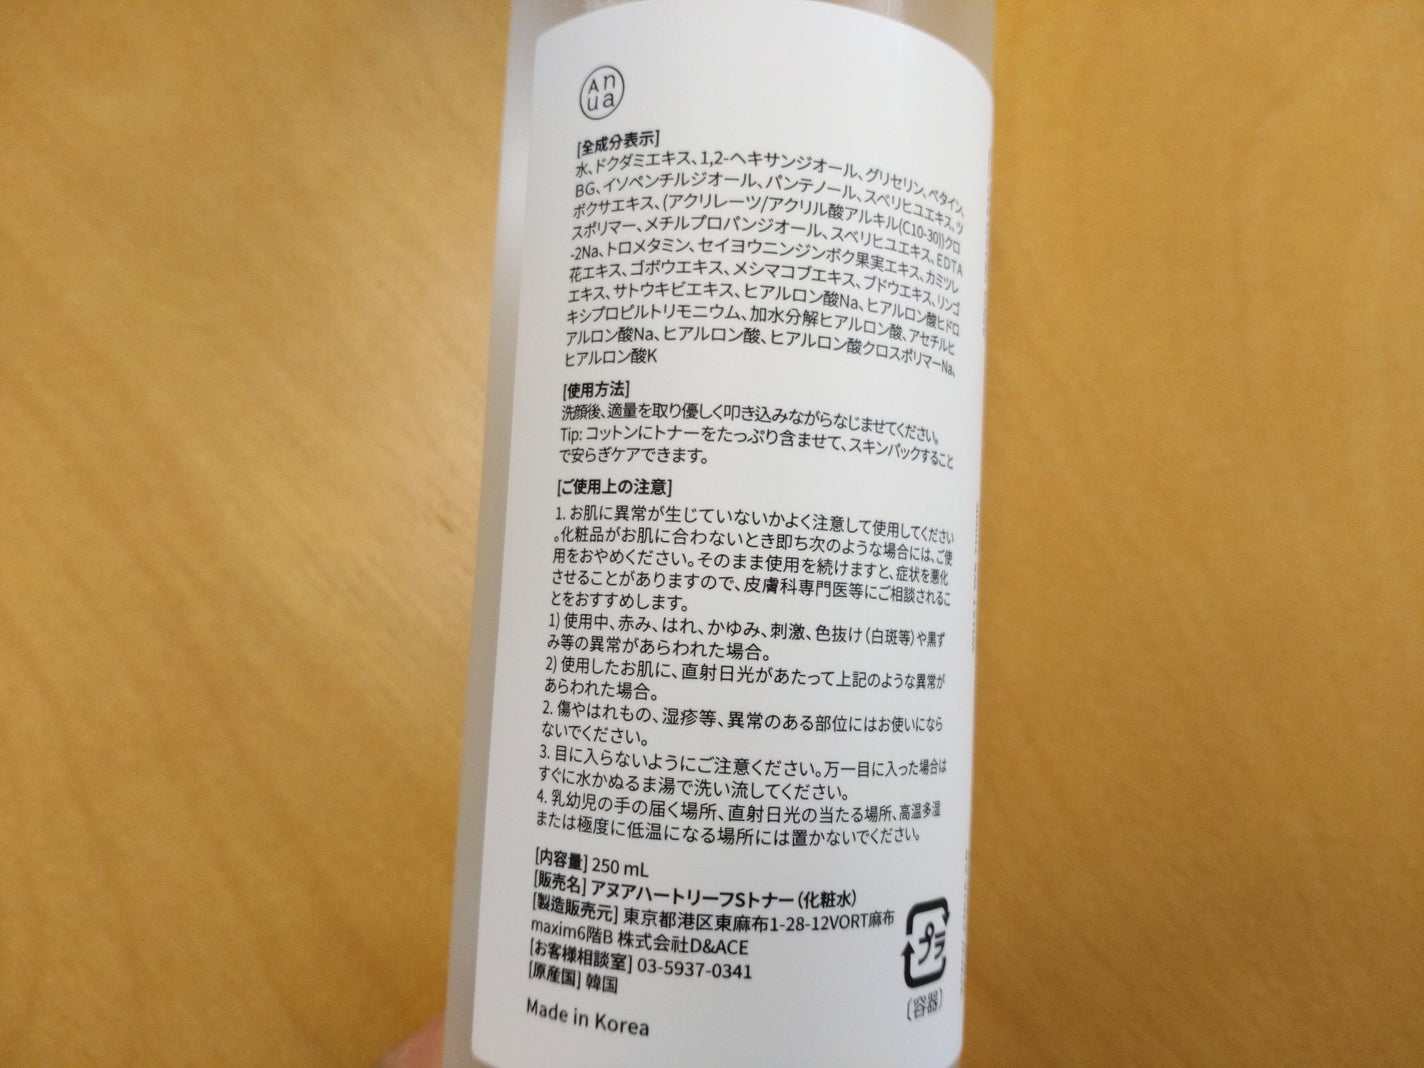 An
ua
[全成分表示]
水、ドクダミエキス、1,2-ヘキサンジオール、グリセリン、ベタイン、
BG、イソペンチルジオール、パンテノール、スベリヒユエキス、ツ
ボクサエキス、(アクリレーツ/アクリル酸アルキル(C10-30))クロ
スポリマー、メチルプロパンジオール、スベリヒユエキス、EDTA
-2Na、トロメタミン、セイヨウニンジンボク果実エキス、カミツレ
花エキス、ゴボウエキス、メシマコブエキス、ブドウエキス、リンゴ
エキス、サトウキビエキス、ヒアルロン酸Na、ヒアルロン酸ヒドロ
キシプロピルトリモニウム、加水分解ヒアルロン酸、アセチルヒ
アルロン酸Na、ヒアルロン酸、ヒアルロン酸クロスポリマーNa、
ヒアルロン酸K
[使用方法]
洗顔後、適量を取り優しく叩き込みながらなじませてください。
Tip: コットンにトナーをたっぷり含ませて、スキンパックすること
で安らぎケアできます。
[ご使用上の注意]
1. お肌に異常が生じていないかよく注意して使用してください
。化粧品がお肌に合わないとき即ち次のような場合には、ご使
用をおやめください。そのまま使用を続けますと、症状を悪化
させることがありますので、皮膚科専門医等にご相談されるこ
とをおすすめします。
1) 使用中、赤み、はれ、かゆみ、刺激、色抜け（白斑等）や黒ず
み等の異常があらわれた場合。
2) 使用したお肌に、直射日光があたって上記のような異常が
あらわれた場合。
2. 傷やはれもの、湿疹等、異常のある部位にはお使いになら
ないでください。
3. 目に入らないようにご注意ください。万一目に入った場合は
すぐに水かぬるま湯で洗い流してください。
4. 乳幼児の手の届く場所、直射日光の当たる場所、高温多湿
または極度に低温になる場所には置かないでください。
[内容量] 250 mL
[販売名] アヌアハートリーフSトナー（化粧水）
[製造販売元] 東京都港区東麻布1-28-12VORT麻布
maxim6階B 株式会社D&ACE
[お客様相談室] 03-5937-0341
[原産国] 韓国
Made in Korea
プラ
〔容器〕